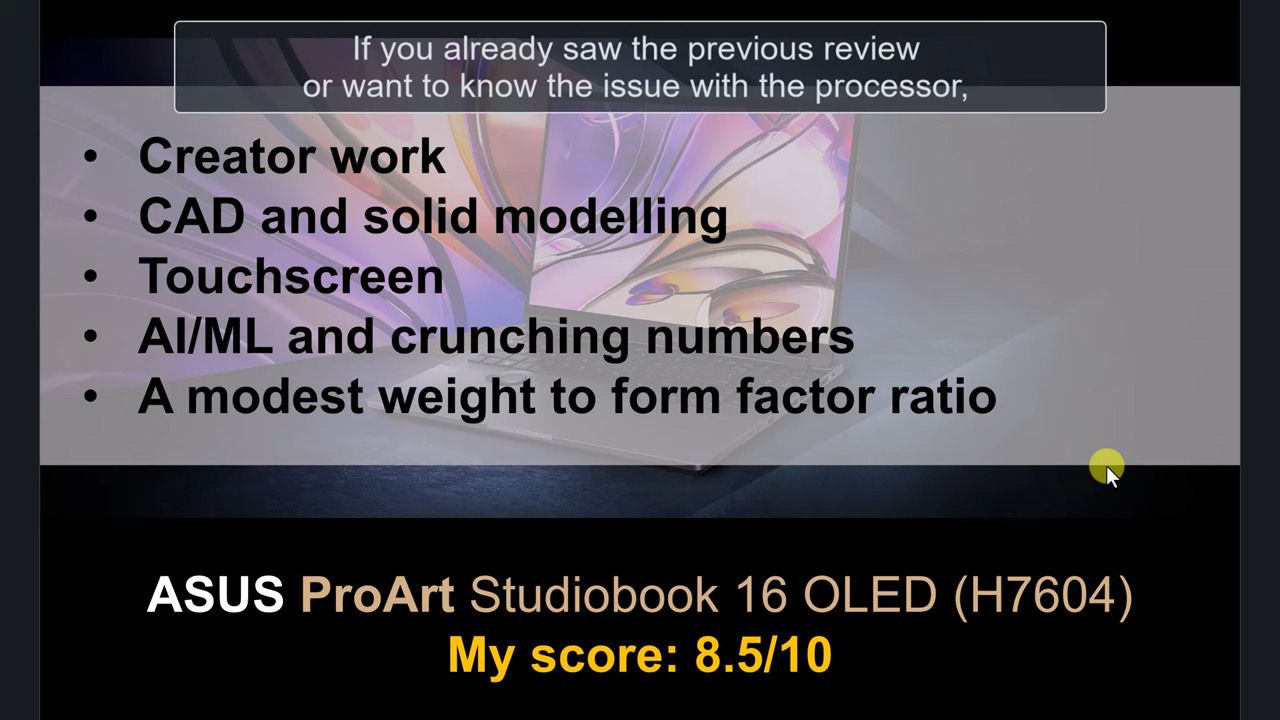 If you already saw the previous review
or want to know the issue with the processor,
• Creator work
• CAD and solid modelling
• Touchscreen
• AI/ML and crunching numbers
• A modest weight to form factor ratio
ASUS ProArt Studiobook 16 OLED (H7604)
My score: 8.5/10